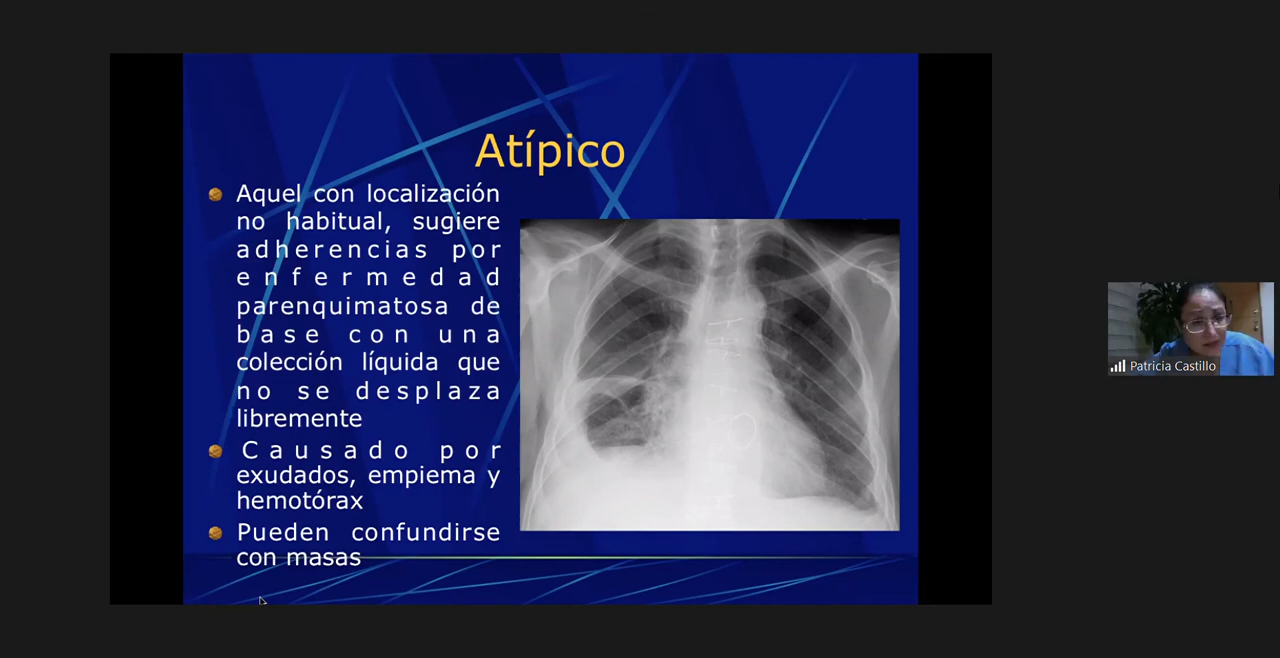 Atípico
Aquel con localización
no habitual, sugiere
adherencias por
enfermedad
parenquimatosa de
base con una
colección líquida que
no se desplaza
libremente
Causado por
exudados, empiema y
hemotórax
Pueden confundirse
con masas
Patricia Castillo